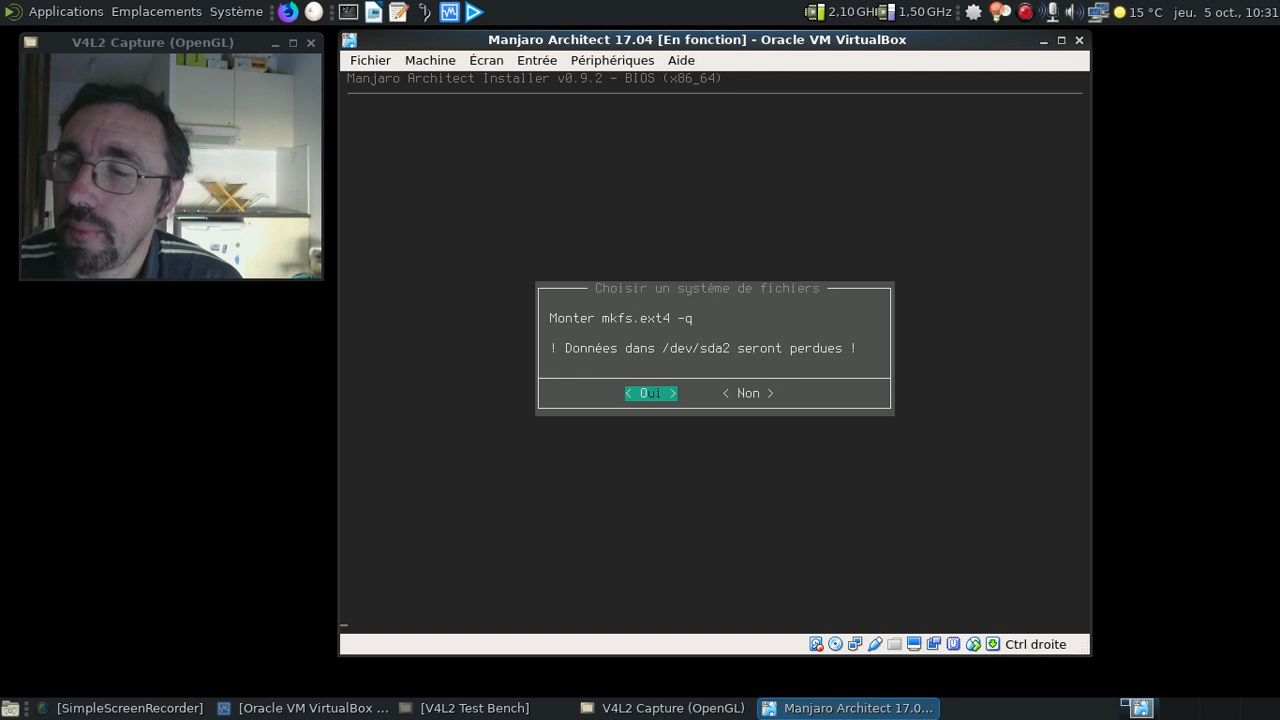 Applications Emplacements Système 2,10 GH 1,50 GHz 15 °C jeu. 5 oct., 10:31
V4L2 Capture (OpenGL)
Manjaro Architect 17.04 [En fonction] - Oracle VM VirtualBox
Fichier Machine Écran Entrée Périphériques Aide
Manjaro Architect Installer v0.9.2 - BIOS (x86_64)
Choisir un système de fichiers
Monter mkfs.ext4 -q
! Données dans /dev/sda2 seront perdues !
< Oui > < Non >
Ctrl droite
[SimpleScreenRecorder] [Oracle VM VirtualBox ... [V4L2 Test Bench] V4L2 Capture (OpenGL) Manjaro Architect 17.0...